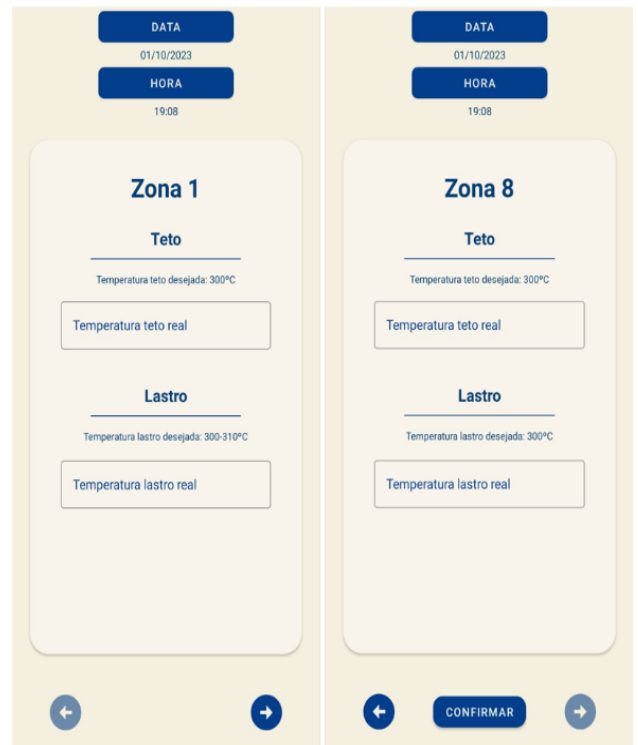 DATA
01/10/2023
HORA
19:08
Zona 1
Teto
Temperatura teto desejada: 300ºC
Temperatura teto real
Lastro
Temperatura lastro desejada: 300-310ºC
Temperatura lastro real
DATA
01/10/2023
HORA
19:08
Zona 8
Teto
Temperatura teto desejada: 300ºC
Temperatura teto real
Lastro
Temperatura lastro desejada: 300ºC
Temperatura lastro real
CONFIRMAR